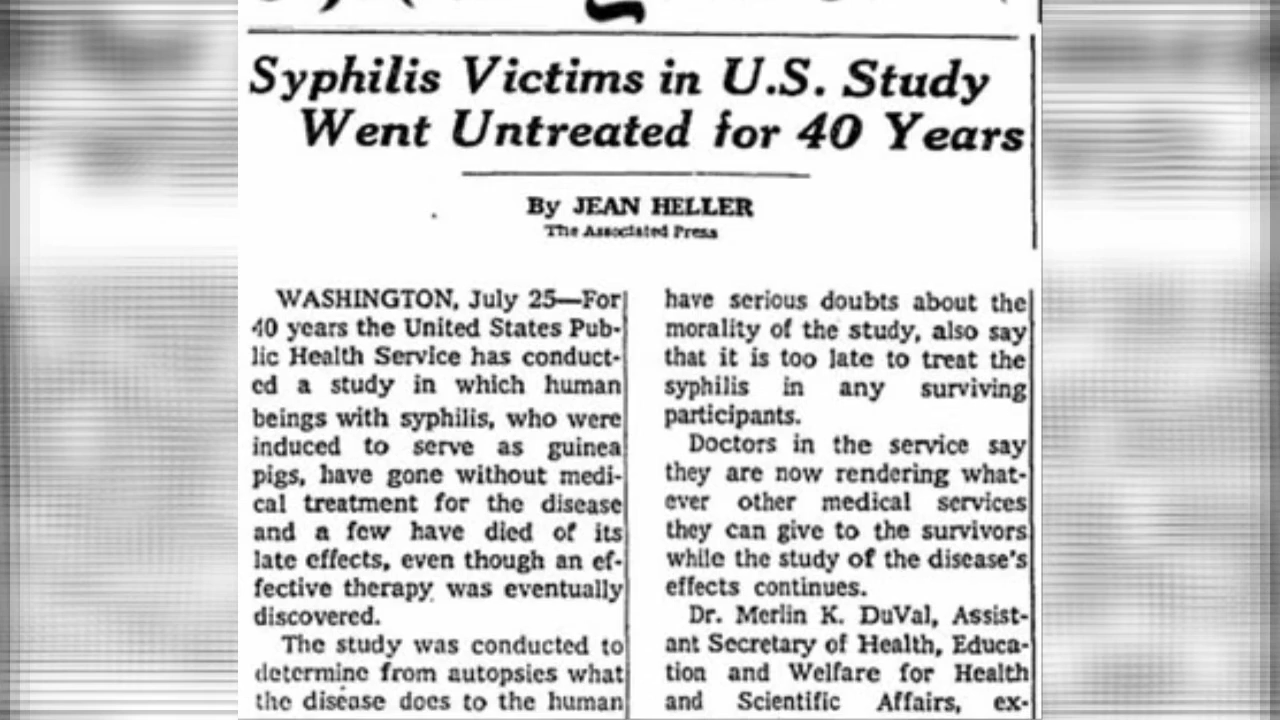 Syphilis Victims in U.S. Study
Went Untreated for 40 Years
By JEAN HELLER
The Associated Press
WASHINGTON, July 25—For
40 years the United States Pub-
lic Health Service has conduct-
ed a study in which human
beings with syphilis, who were
induced to serve as guinea
pigs, have gone without medi-
cal treatment for the disease
and a few have died of its
late effects, even though an ef-
fective therapy was eventually
discovered.
The study was conducted to
determine from autopsies what
the disease does to the human
have serious doubts about the
morality of the study, also say
that it is too late to treat the
syphilis in any surviving
participants.
Doctors in the service say
they are now rendering what-
ever other medical services
they can give to the survivors
while the study of the disease's
effects continues.
Dr. Merlin K. DuVal, Assist-
ant Secretary of Health, Educa-
tion and Welfare for Health
and Scientific Affairs, ex-